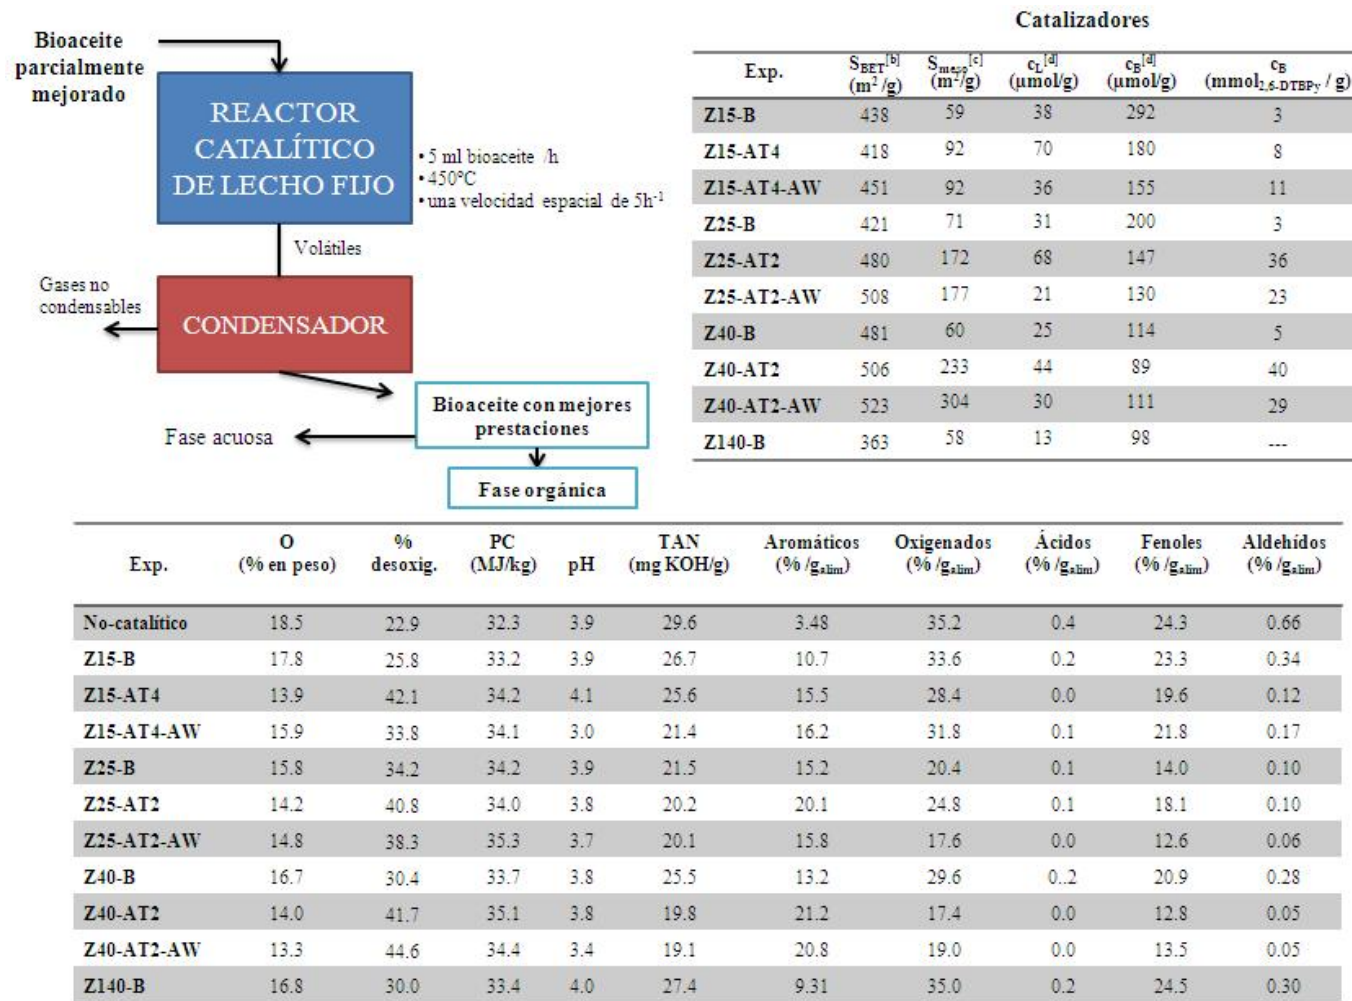 Bioaceite
parcialmente
mejorado
REACTOR
CATALÍTICO
DE LECHO FIJO
• 5 ml bioaceite /h
• 450ºC
• una velocidad espacial de 5h⁻¹
Volátiles
Gases no
condensables
CONDENSADOR
Bioaceite con mejores
prestaciones
Fase acuosa
Fase orgánica
Catalizadores
Exp. S_BET[b] (m²/g) S_meso[c] (m²/g) c_L[d] (µmol/g) c_B[d] (µmol/g) c_B (mmol2,6-DTBPy / g)
Z15-B 438 59 38 292 3
Z15-AT4 418 92 70 180 8
Z15-AT4-AW 451 92 36 155 11
Z25-B 421 71 31 200 3
Z25-AT2 480 172 68 147 36
Z25-AT2-AW 508 177 21 130 23
Z40-B 481 60 25 114 5
Z40-AT2 506 233 44 89 40
Z40-AT2-AW 523 304 30 111 29
Z140-B 363 58 13 98 ---
Exp. O (% en peso) % desoxig. PC (MJ/kg) pH TAN (mg KOH/g) Aromáticos (% /galim) Oxigenados (% /galim) Ácidos (% /galim) Fenoles (% /galim) Aldehídos (% /galim)
No-catalítico 18.5 22.9 32.3 3.9 29.6 3.48 35.2 0.4 24.3 0.66
Z15-B 17.8 25.8 33.2 3.9 26.7 10.7 33.6 0.2 23.3 0.34
Z15-AT4 13.9 42.1 34.2 4.1 25.6 15.5 28.4 0.0 19.6 0.12
Z15-AT4-AW 15.9 33.8 34.1 3.0 21.4 16.2 31.8 0.1 21.8 0.17
Z25-B 15.8 34.2 34.2 3.9 21.5 15.2 20.4 0.1 14.0 0.10
Z25-AT2 14.2 40.8 34.0 3.8 20.2 20.1 24.8 0.1 18.1 0.10
Z25-AT2-AW 14.8 38.3 35.3 3.7 20.1 15.8 17.6 0.0 12.6 0.06
Z40-B 16.7 30.4 33.7 3.8 25.5 13.2 29.6 0..2 20.9 0.28
Z40-AT2 14.0 41.7 35.1 3.8 19.8 21.2 17.4 0.0 12.8 0.05
Z40-AT2-AW 13.3 44.6 34.4 3.4 19.1 20.8 19.0 0.0 13.5 0.05
Z140-B 16.8 30.0 33.4 4.0 27.4 9.31 35.0 0.2 24.5 0.30